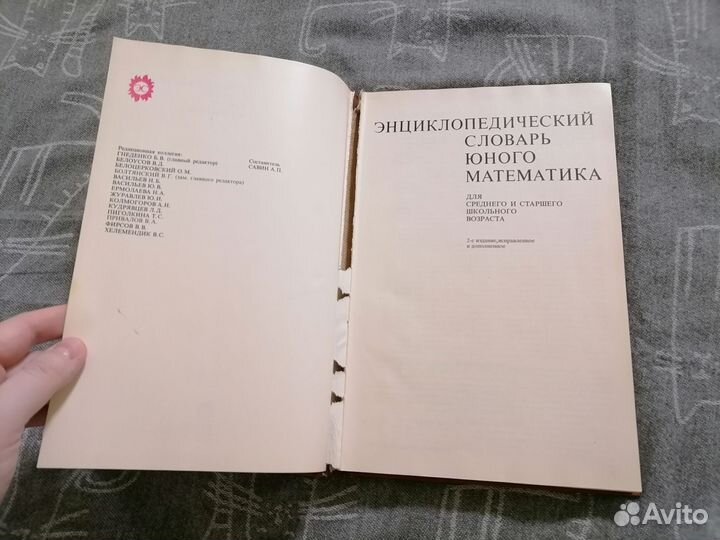 Редакционная коллегия:
ГНЕДЕНКО Б.В. (главный редактор)
БЕЛОУСОВ В.Д.
БЕЛОЦЕРКОВСКИЙ О.М.
БОЛТЯНСКИЙ В.Г. (зам. главного редактора)
ВАСИЛЬЕВ Н.Б.
ВАСИЛЬЕВ Ю.В.
ЕРМОЛАЕВА Н.А.
ЖУРАВЛЕВ Ю.И.
КОЛМОГОРОВ А.Н.
КУДРЯВЦЕВ Л.Д.
ПИГОЛКИНА Т.С.
ПРИВАЛОВ В.А.
ФИРСОВ В.В.
ХЕЛЕМЕНДИК В.С.
Составитель
САВИН А.П.
ЭНЦИКЛОПЕДИЧЕСКИЙ
СЛОВАРЬ
ЮНОГО
МАТЕМАТИКА
ДЛЯ
СРЕДНЕГО И СТАРШЕГО
ШКОЛЬНОГО
ВОЗРАСТА
2-е издание, исправленное
и дополненное
Avito